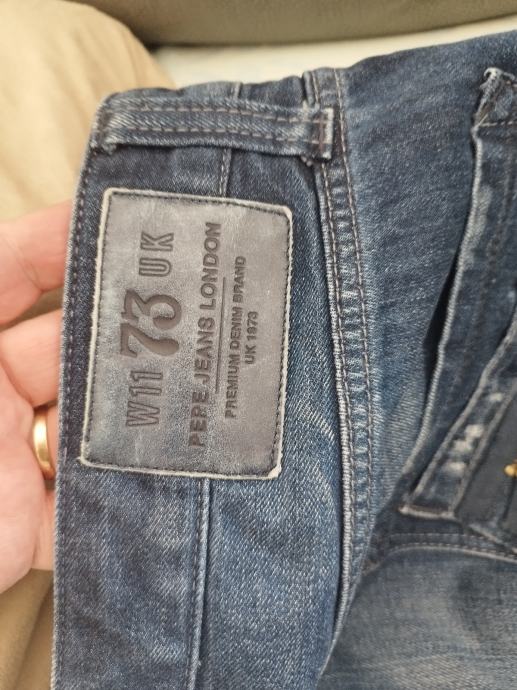 W11 73 UK
PEPE JEANS LONDON
PREMIUM DENIM BRAND
UK 1973